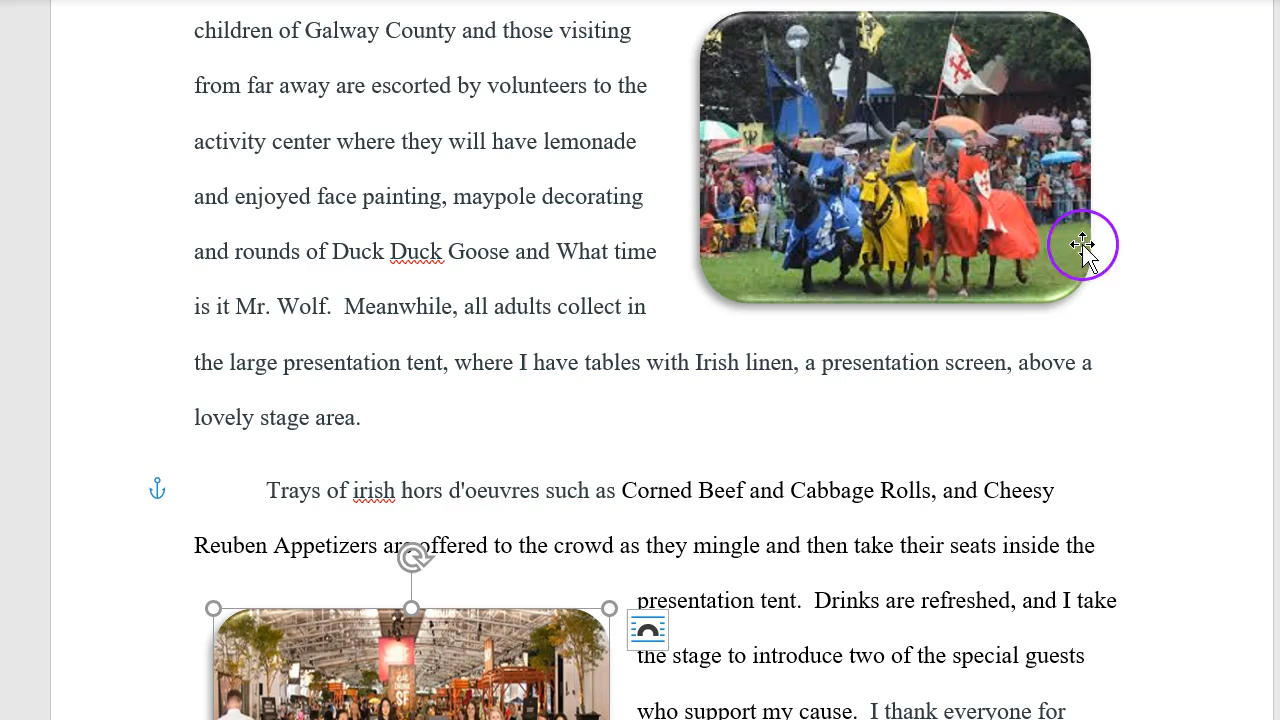 children of Galway County and those visiting
from far away are escorted by volunteers to the
activity center where they will have lemonade
and enjoyed face painting, maypole decorating
and rounds of Duck Duck Goose and What time
is it Mr. Wolf.  Meanwhile, all adults collect in
the large presentation tent, where I have tables with Irish linen, a presentation screen, above a
lovely stage area.
Trays of irish hors d'oeuvres such as Corned Beef and Cabbage Rolls, and Cheesy
Reuben Appetizers are offered to the crowd as they mingle and then take their seats inside the
presentation tent.  Drinks are refreshed, and I take
the stage to introduce two of the special guests
who support my cause.  I thank everyone for